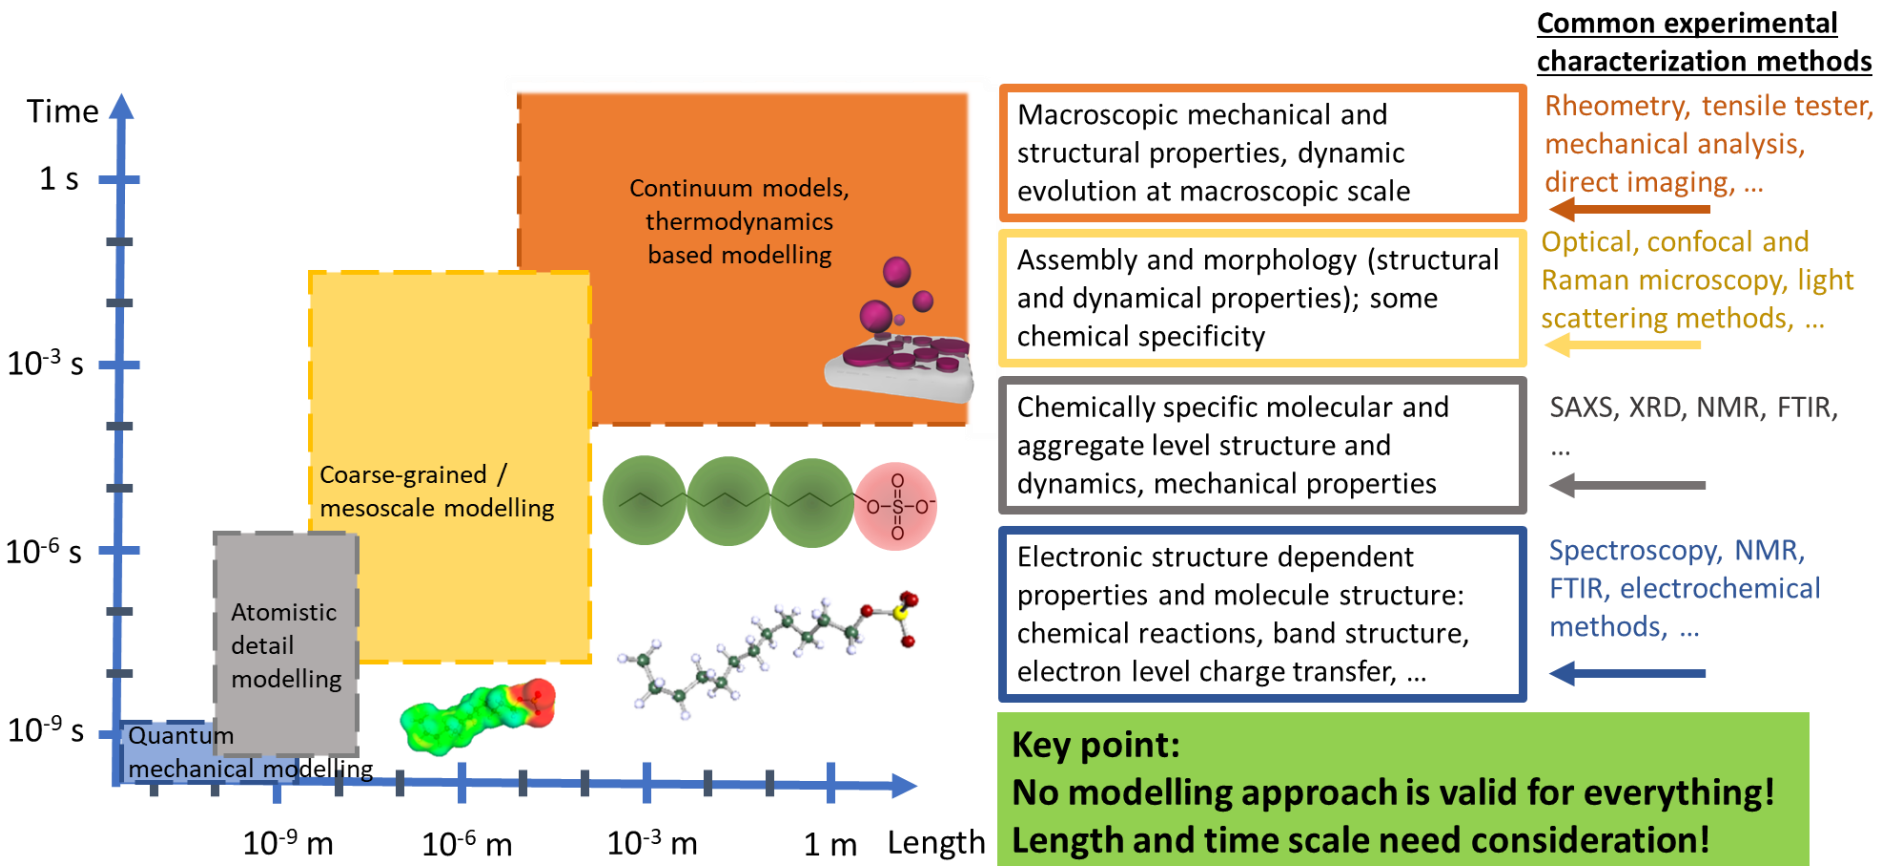 Common experimental
characterization methods
Time
1 s
10-3 s
10-6 s
10-9 s
10-9 m
10-6 m
10-3 m
1 m
Length
Continuum models,
thermodynamics
based modelling
Coarse-grained /
mesoscale modelling
Atomistic
detail
modelling
Quantum
mechanical modelling
O
O-S-O-
O
Macroscopic mechanical and
structural properties, dynamic
evolution at macroscopic scale
Rheometry, tensile tester,
mechanical analysis,
direct imaging, ...
Assembly and morphology (structural
and dynamical properties); some
chemical specificity
Optical, confocal and
Raman microscopy, light
scattering methods, ...
Chemically specific molecular and
aggregate level structure and
dynamics, mechanical properties
SAXS, XRD, NMR, FTIR,
...
Electronic structure dependent
properties and molecule structure:
chemical reactions, band structure,
electron level charge transfer, ...
Spectroscopy, NMR,
FTIR, electrochemical
methods, ...
Key point:
No modelling approach is valid for everything!
Length and time scale need consideration!